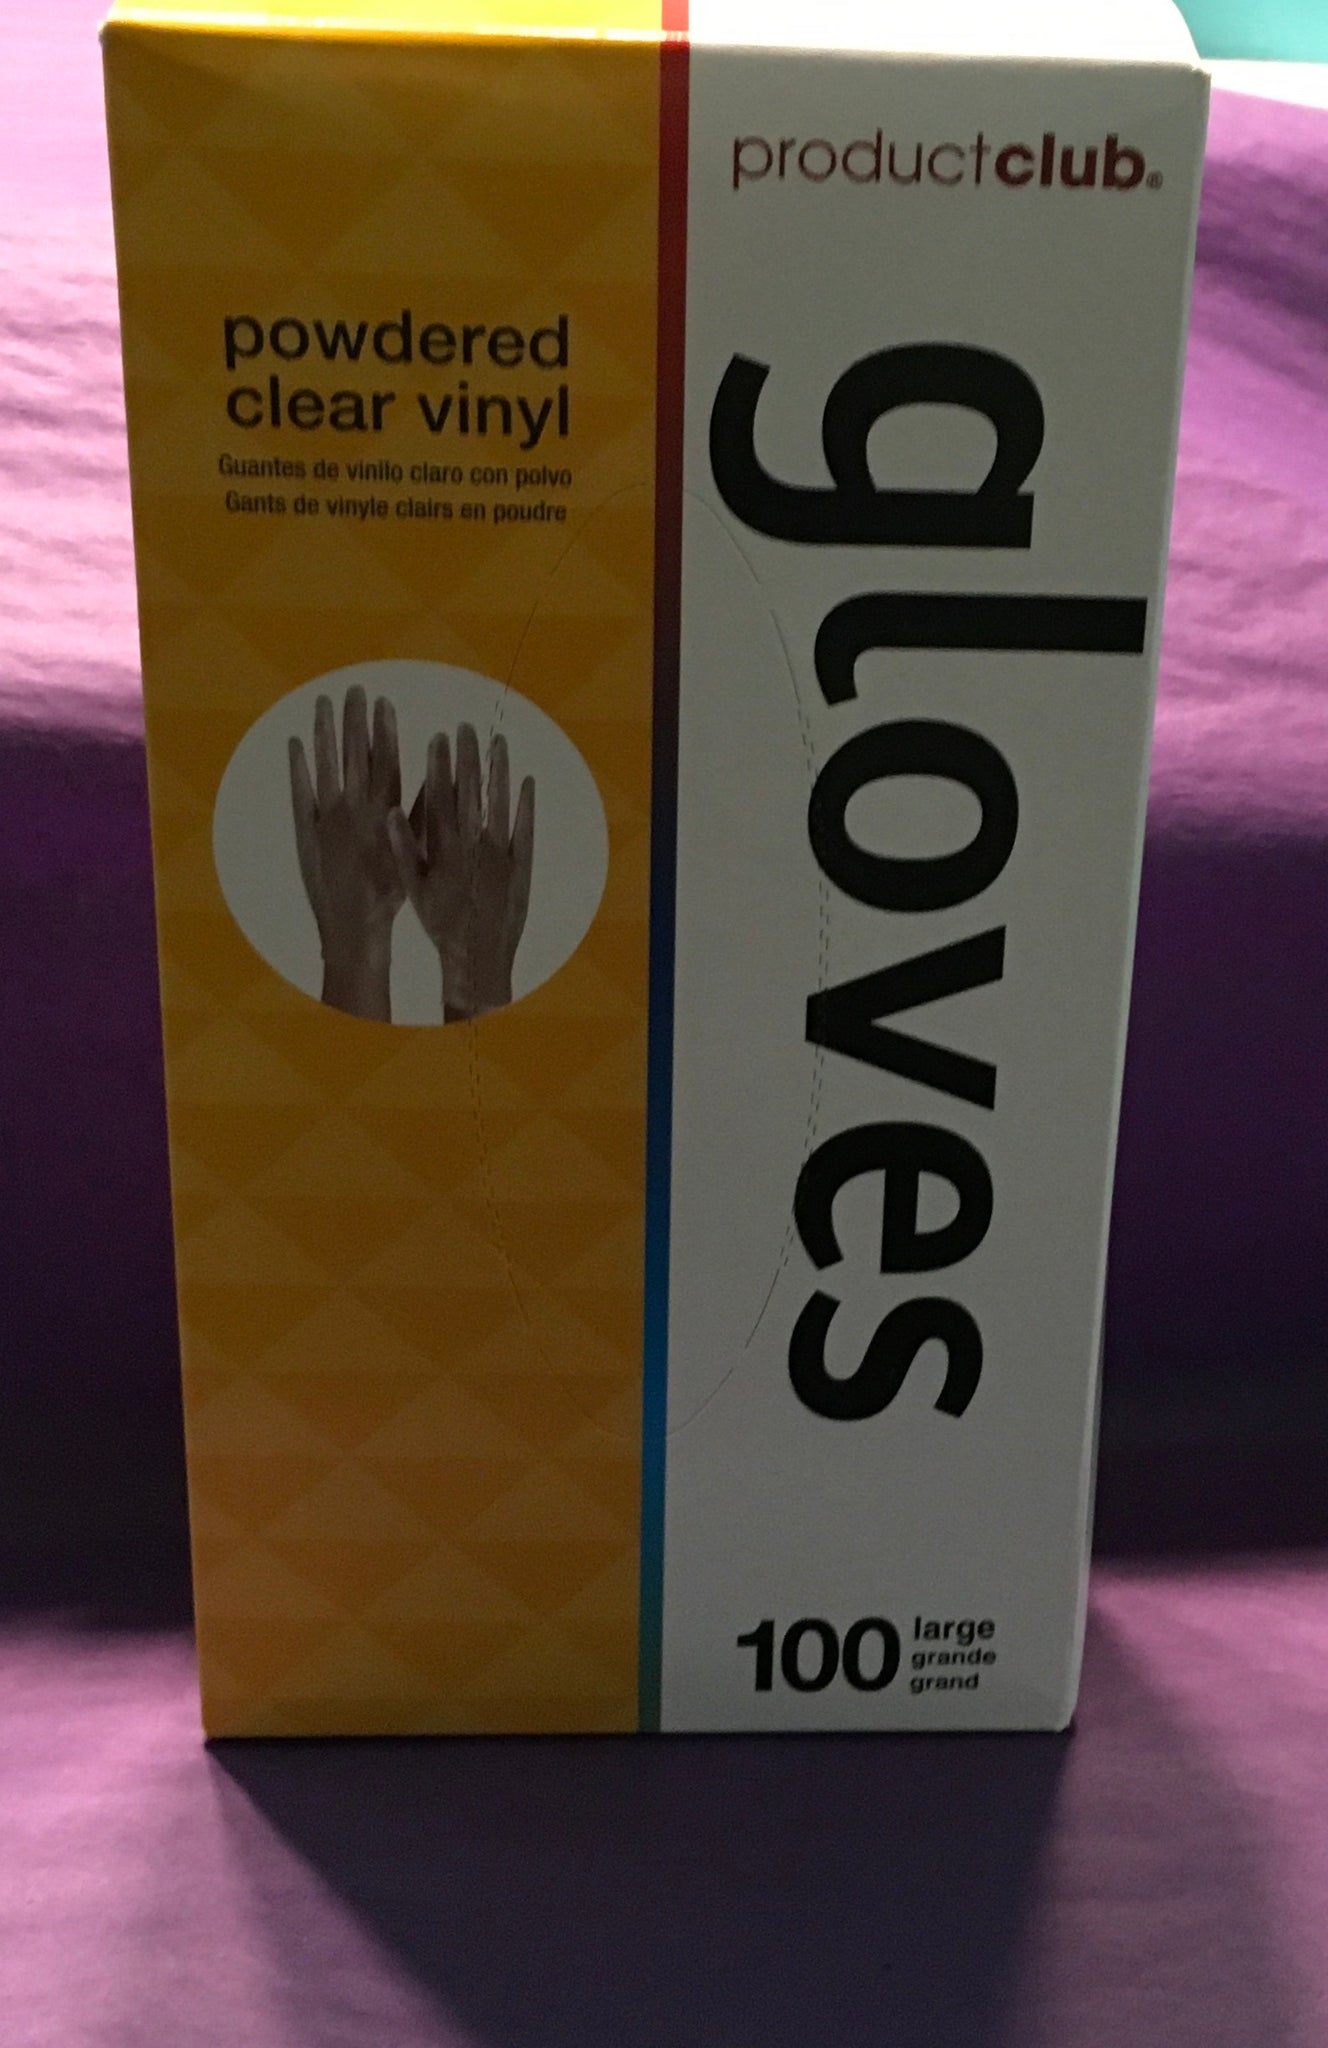 productclub®
powdered
clear vinyl
Guantes de vinilo claro con polvo
Gants de vinyle clairs en poudre
gloves
100
large
grande
grand